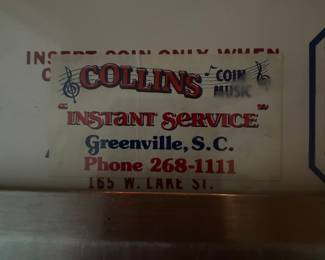 INSERT COIN ONLY WHEN
COLLINS COIN MUSIC
"INSTANT SERVICE"
Greenville, S.C.
Phone 268-1111
165 W. LAKE ST.